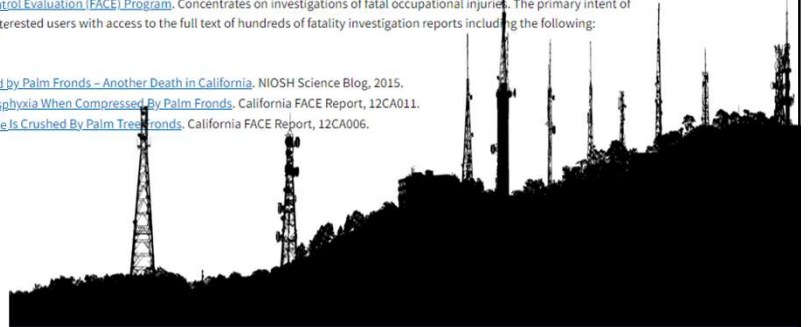 trol Evaluation (FACE) Program. Concentrates on investigations of fatal occupational injuries. The primary intent of
terested users with access to the full text of hundreds of fatality investigation reports including the following:
d by Palm Fronds – Another Death in California. NIOSH Science Blog, 2015.
sphyxia When Compressed By Palm Fronds. California FACE Report, 12CA011.
e Is Crushed By Palm Tree Fronds. California FACE Report, 12CA006.